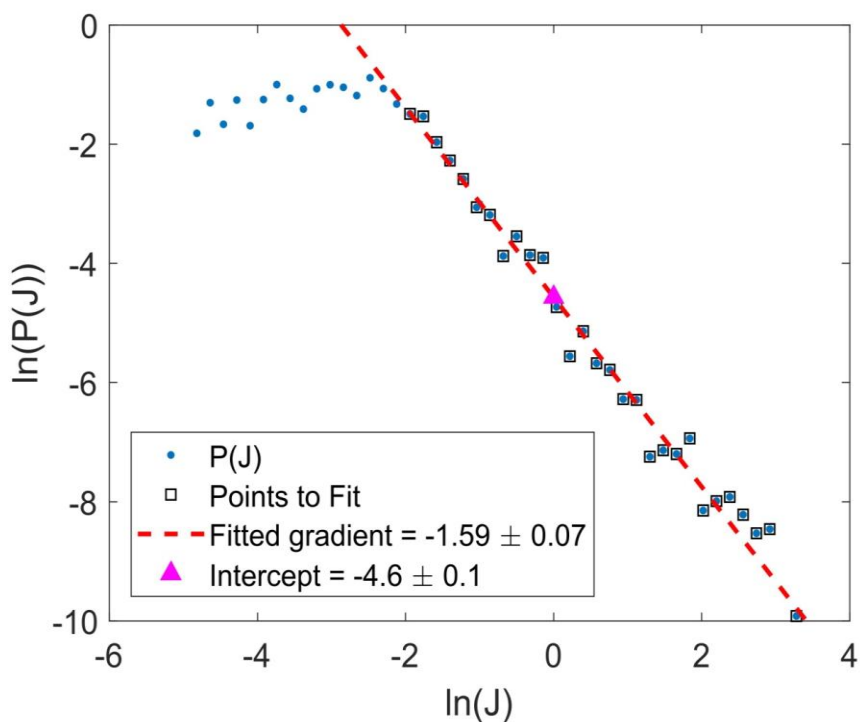 0
-2
-4
-6
-8
-10
ln(P(J))
P(J)
Points to Fit
Fitted gradient = -1.59 ± 0.07
Intercept = -4.6 ± 0.1
-6 -4 -2 0 2 4
ln(J)